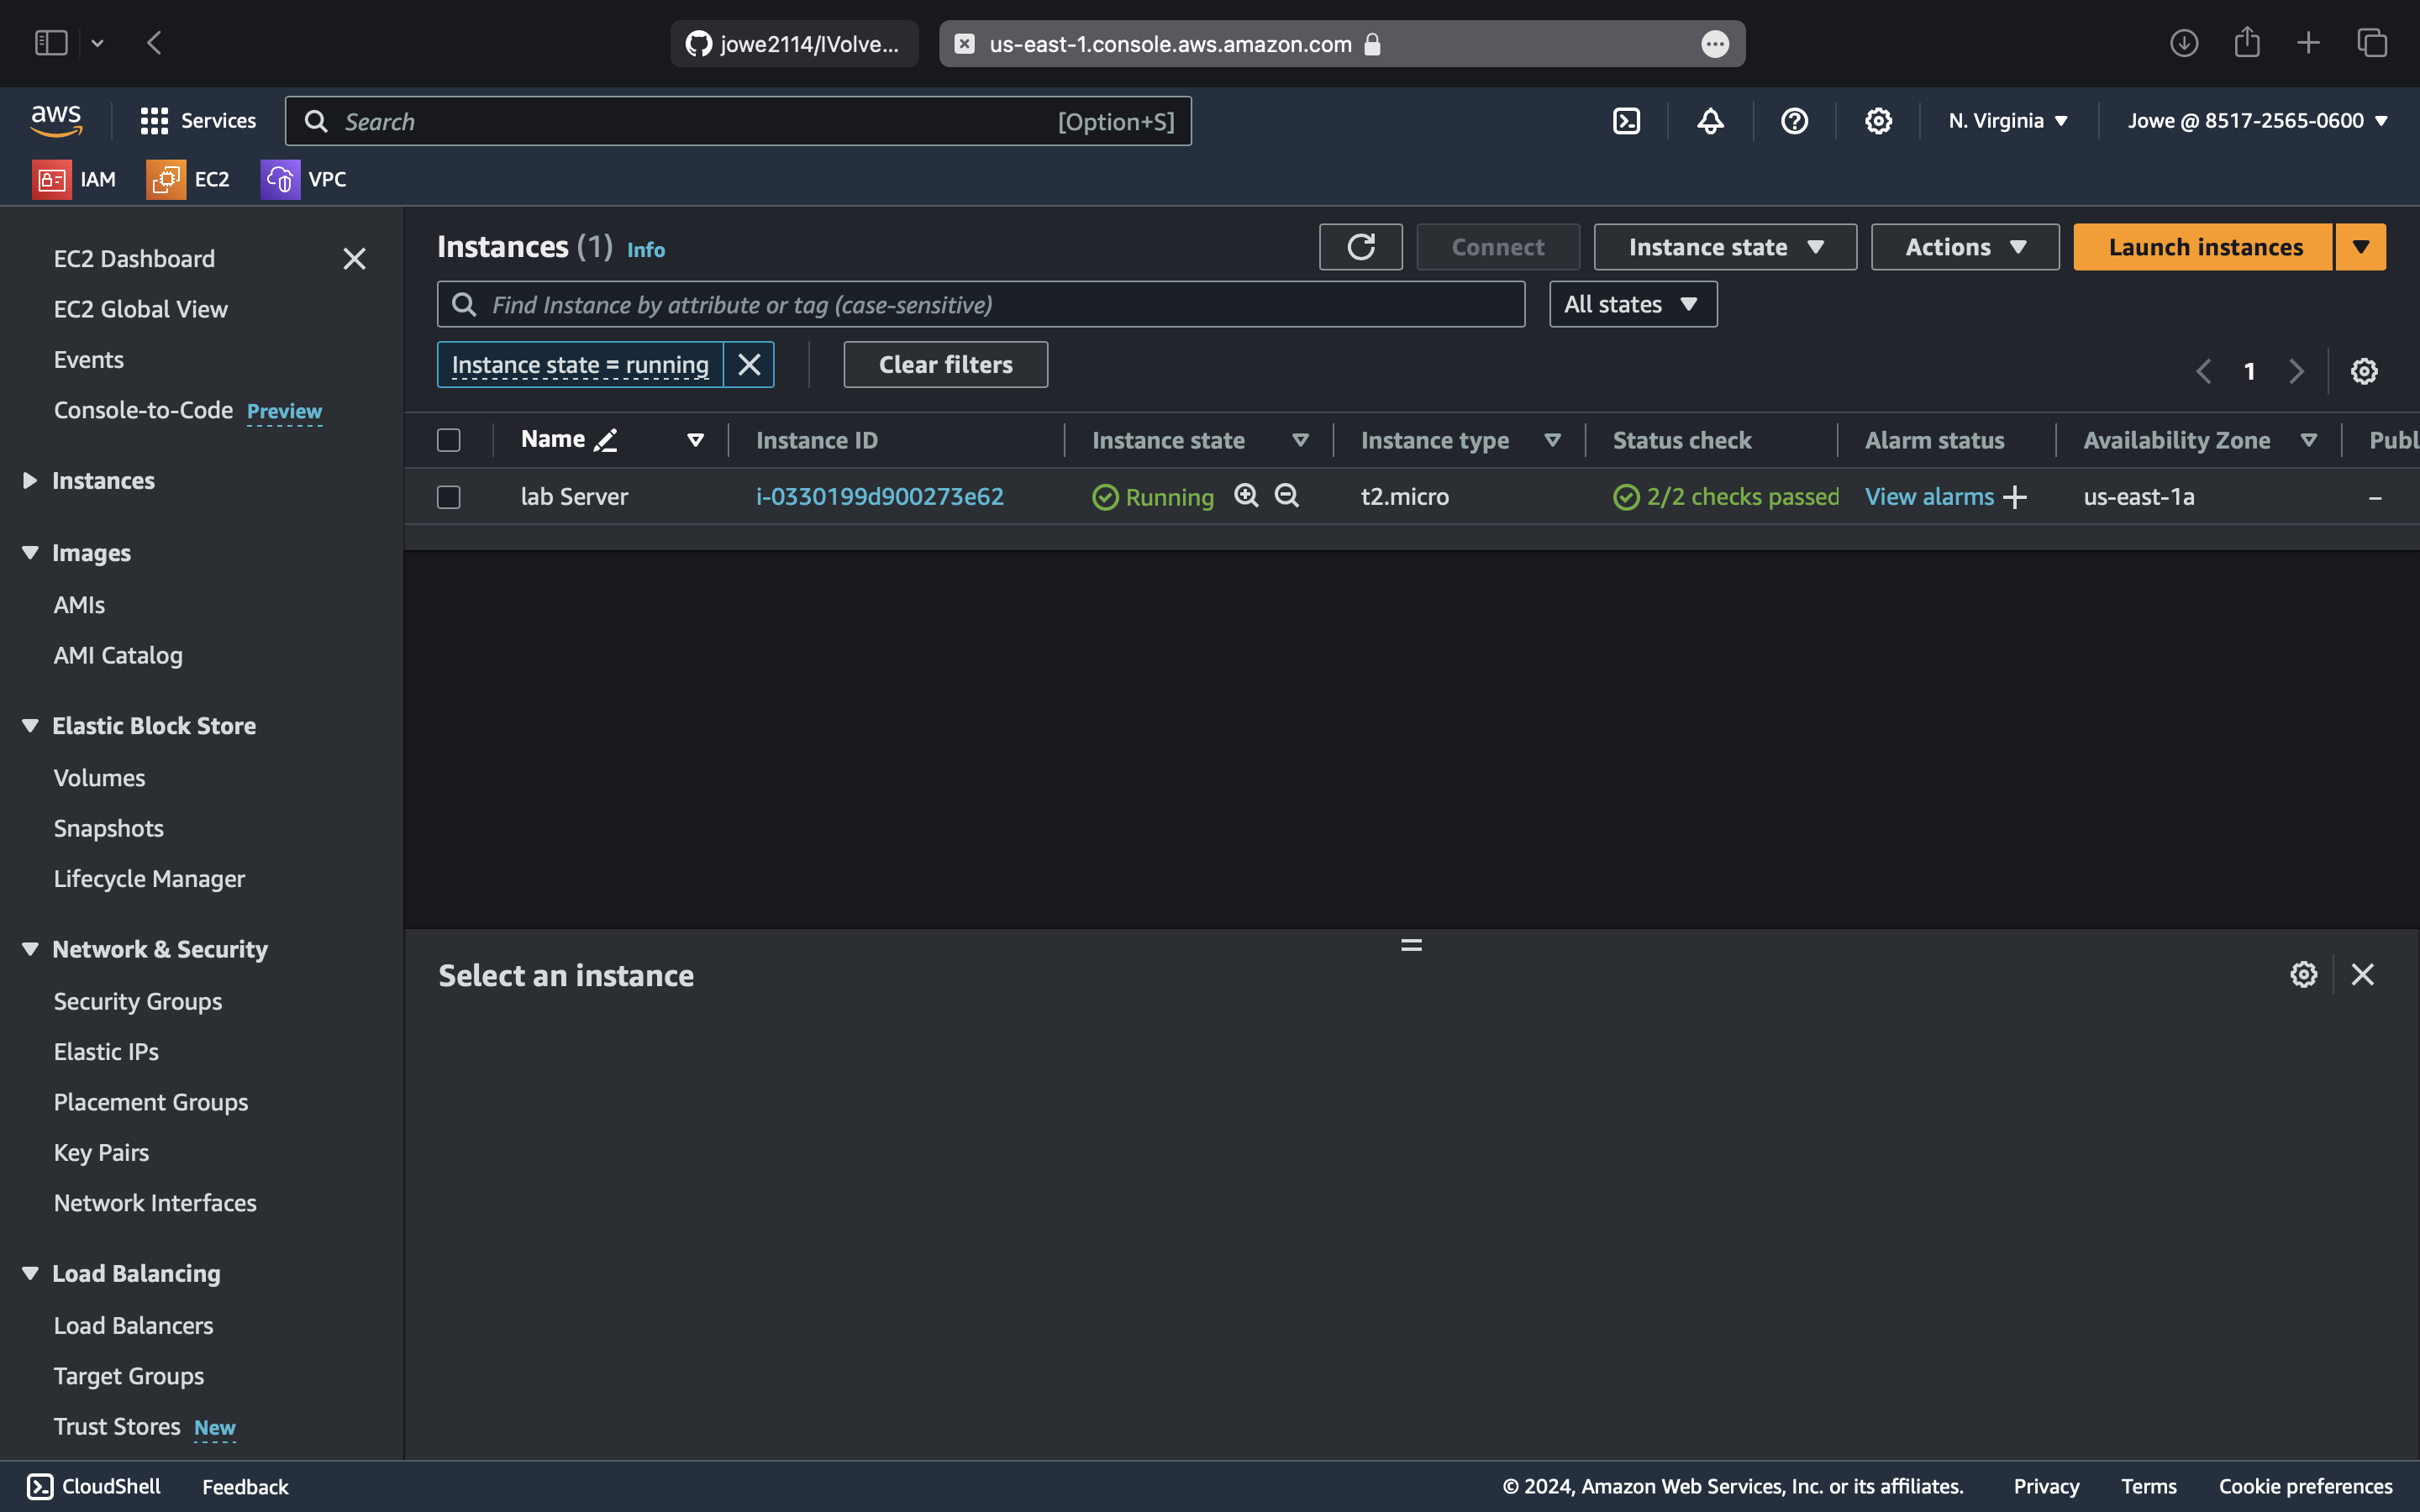 jowe2114/IVolve...
us-east-1.console.aws.amazon.com
aws
Services
Search
[Option+S]
N. Virginia
Jowe @ 8517-2565-0600
IAM
EC2
VPC
EC2 Dashboard
EC2 Global View
Events
Console-to-Code Preview
Instances
Images
AMIs
AMI Catalog
Elastic Block Store
Volumes
Snapshots
Lifecycle Manager
Network & Security
Security Groups
Elastic IPs
Placement Groups
Key Pairs
Network Interfaces
Load Balancing
Load Balancers
Target Groups
Trust Stores New
Instances (1) Info
Connect
Instance state
Actions
Launch instances
Find Instance by attribute or tag (case-sensitive)
All states
Instance state = running
Clear filters
1
Name Instance ID Instance state Instance type Status check Alarm status Availability Zone Publ
lab Server i-0330199d900273e62 Running t2.micro 2/2 checks passed View alarms + us-east-1a –
Select an instance
CloudShell
Feedback
© 2024, Amazon Web Services, Inc. or its affiliates.
Privacy
Terms
Cookie preferences